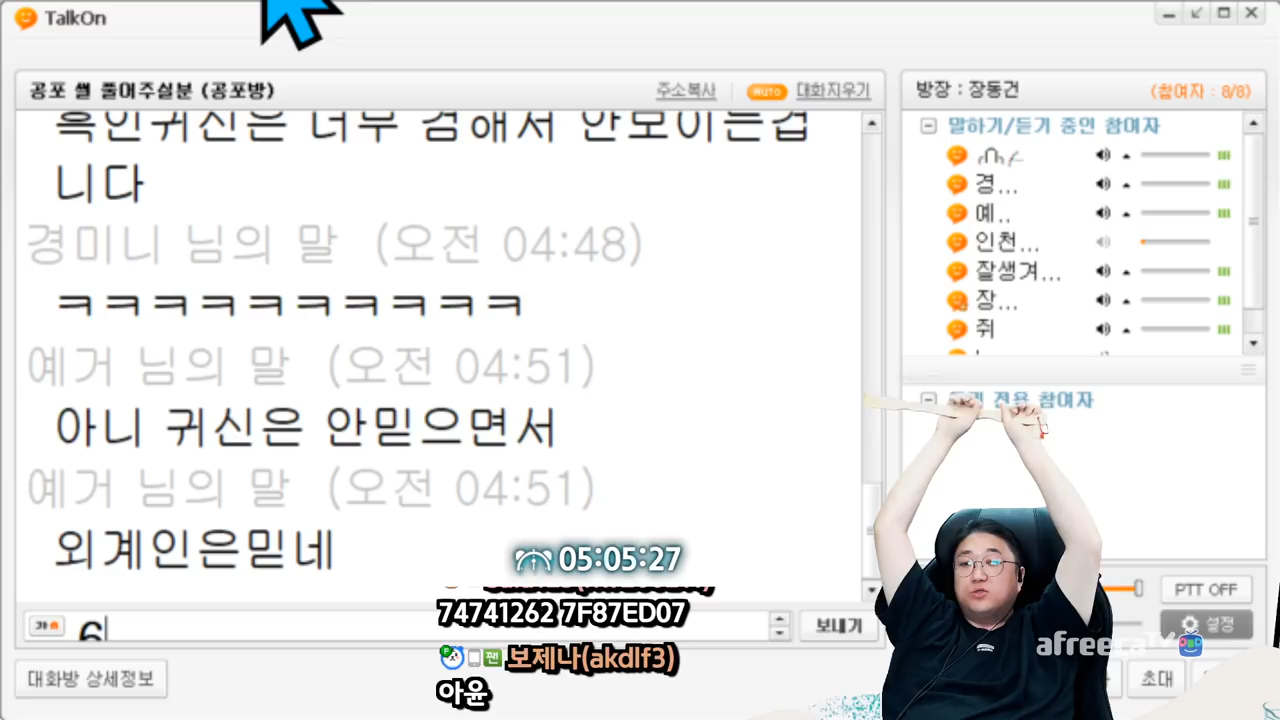 TalkOn
공포 썰 풀어주실분 (공포방)
주소복사
AUTO
대화지우기
방장 : 장동건
(참여자 : 8/8)
흑인귀신은 너무 검해서 안보이는겁
니다
경미니 님의 말 (오전 04:48)
ㅋㅋㅋㅋㅋㅋㅋㅋㅋㅋ
예거 님의 말 (오전 04:51)
아니 귀신은 안믿으면서
예거 님의 말 (오전 04:51)
외계인은믿네
말하기/듣기 중인 참여자
경...
예..
인천...
잘생겨...
장...
쥐
전용 참여자
05:05:27
74741262 7F87ED07
보제나(akdlf3)
아윤
가
6
보내기
PTT OFF
설정
afreecaTV
대화방 상세정보
초대